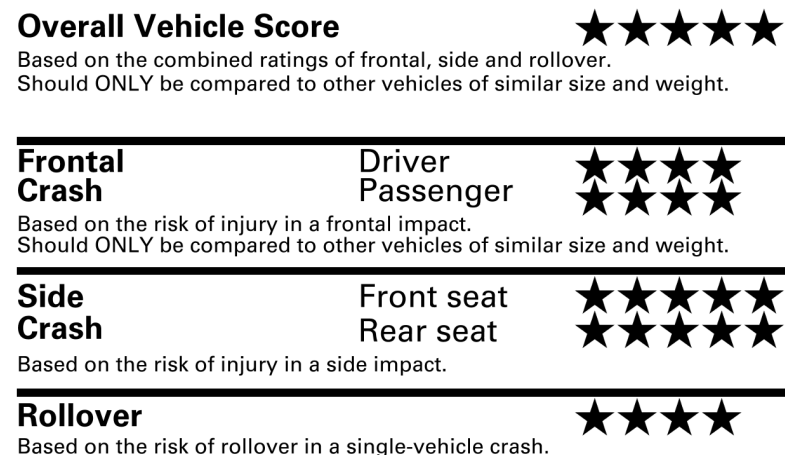 Overall Vehicle Score ★★★★★
Based on the combined ratings of frontal, side and rollover.
Should ONLY be compared to other vehicles of similar size and weight.
Frontal Driver ★★★★
Crash Passenger ★★★★
Based on the risk of injury in a frontal impact.
Should ONLY be compared to other vehicles of similar size and weight.
Side Front seat ★★★★★
Crash Rear seat ★★★★★
Based on the risk of injury in a side impact.
Rollover ★★★★
Based on the risk of rollover in a single-vehicle crash.